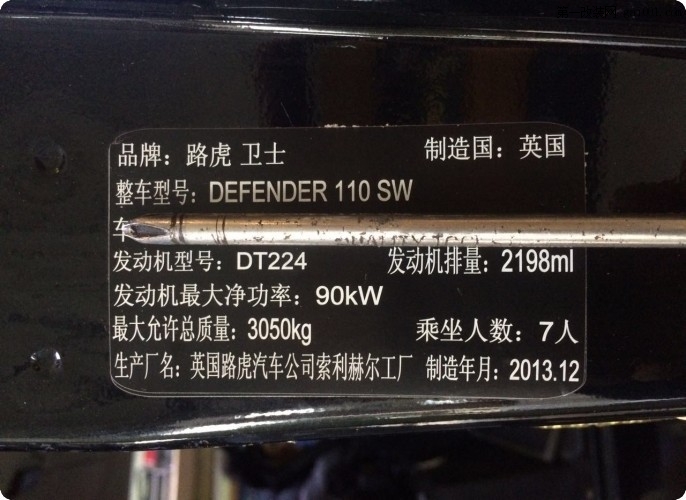 品牌：路虎 卫士 制造国：英国
整车型号：DEFENDER 110 SW
车
发动机型号：DT224 发动机排量：2198ml
发动机最大净功率：90kW
最大允许总质量：3050kg 乘坐人数：7人
生产厂名：英国路虎汽车公司索利赫尔工厂 制造年月：2013.12